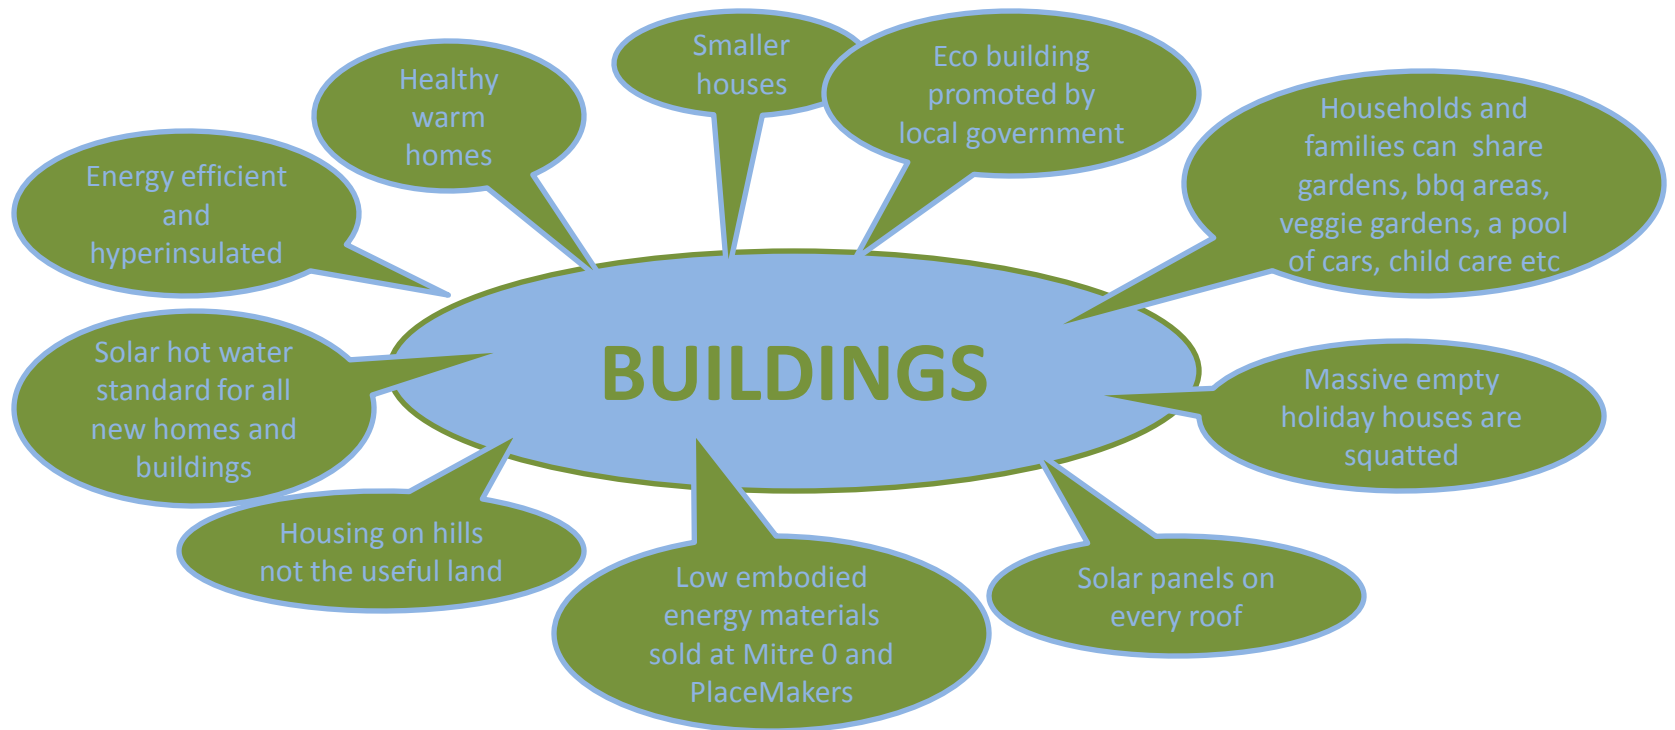 Smaller
houses
Eco building
promoted by
local government
Healthy
warm
homes
Households and
families can  share
gardens, bbq areas,
veggie gardens, a pool
of cars, child care etc
Energy efficient
and
hyperinsulated
BUILDINGS
Solar hot water
standard for all
new homes and
buildings
Massive empty
holiday houses are
squatted
Housing on hills
not the useful land
Low embodied
energy materials
sold at Mitre 0 and
PlaceMakers
Solar panels on
every roof